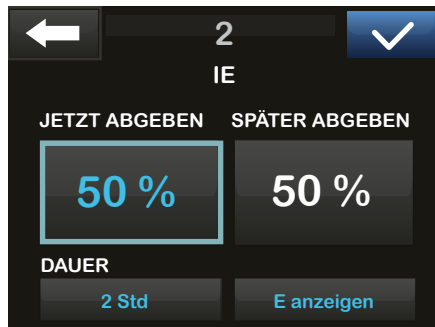 2
IE
JETZT ABGEBEN SPÄTER ABGEBEN
50 % 50 %
DAUER
2 Std E anzeigen